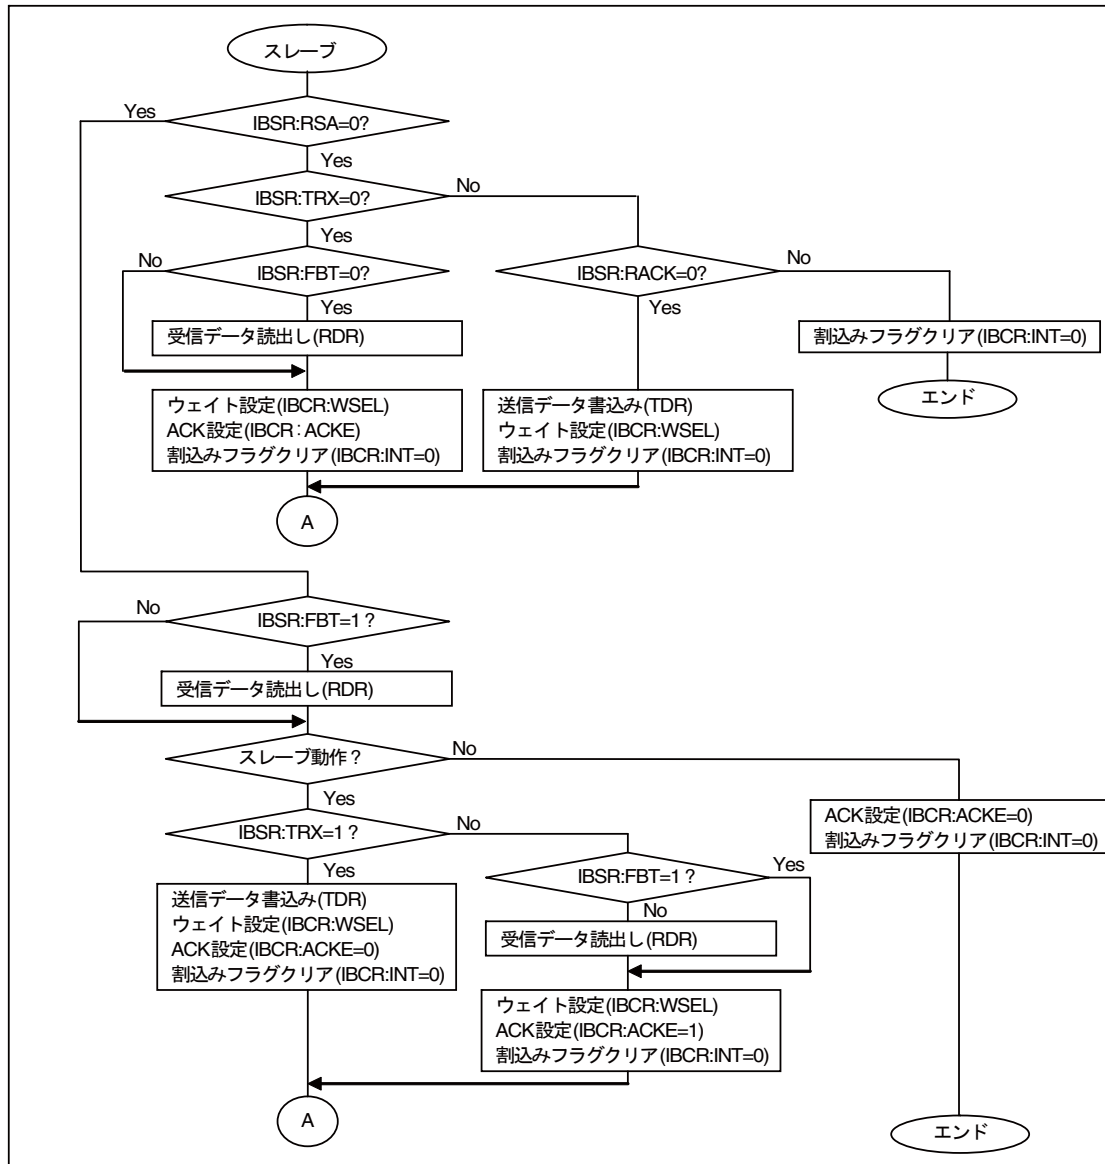 スレーブ
Yes
IBSR:RSA=0?
Yes
IBSR:TRX=0?
No
Yes
No
IBSR:FBT=0?
IBSR:RACK=0?
No
Yes
Yes
受信データ読出し(RDR)
割込みフラグクリア(IBCR:INT=0)
エンド
ウェイト設定(IBCR:WSEL)
ACK設定(IBCR：ACKE)
割込みフラグクリア(IBCR:INT=0)
送信データ書込み(TDR)
ウェイト設定(IBCR:WSEL)
割込みフラグクリア(IBCR:INT=0)
A
No
IBSR:FBT=1？
Yes
受信データ読出し(RDR)
スレーブ動作？
No
Yes
ACK設定(IBCR:ACKE=0)
割込みフラグクリア(IBCR:INT=0)
IBSR:TRX=1？
No
Yes
IBSR:FBT=1？
Yes
No
送信データ書込み(TDR)
ウェイト設定(IBCR:WSEL)
ACK設定(IBCR:ACKE=0)
割込みフラグクリア(IBCR:INT=0)
受信データ読出し(RDR)
ウェイト設定(IBCR:WSEL)
ACK設定(IBCR:ACKE=1)
割込みフラグクリア(IBCR:INT=0)
A
エンド